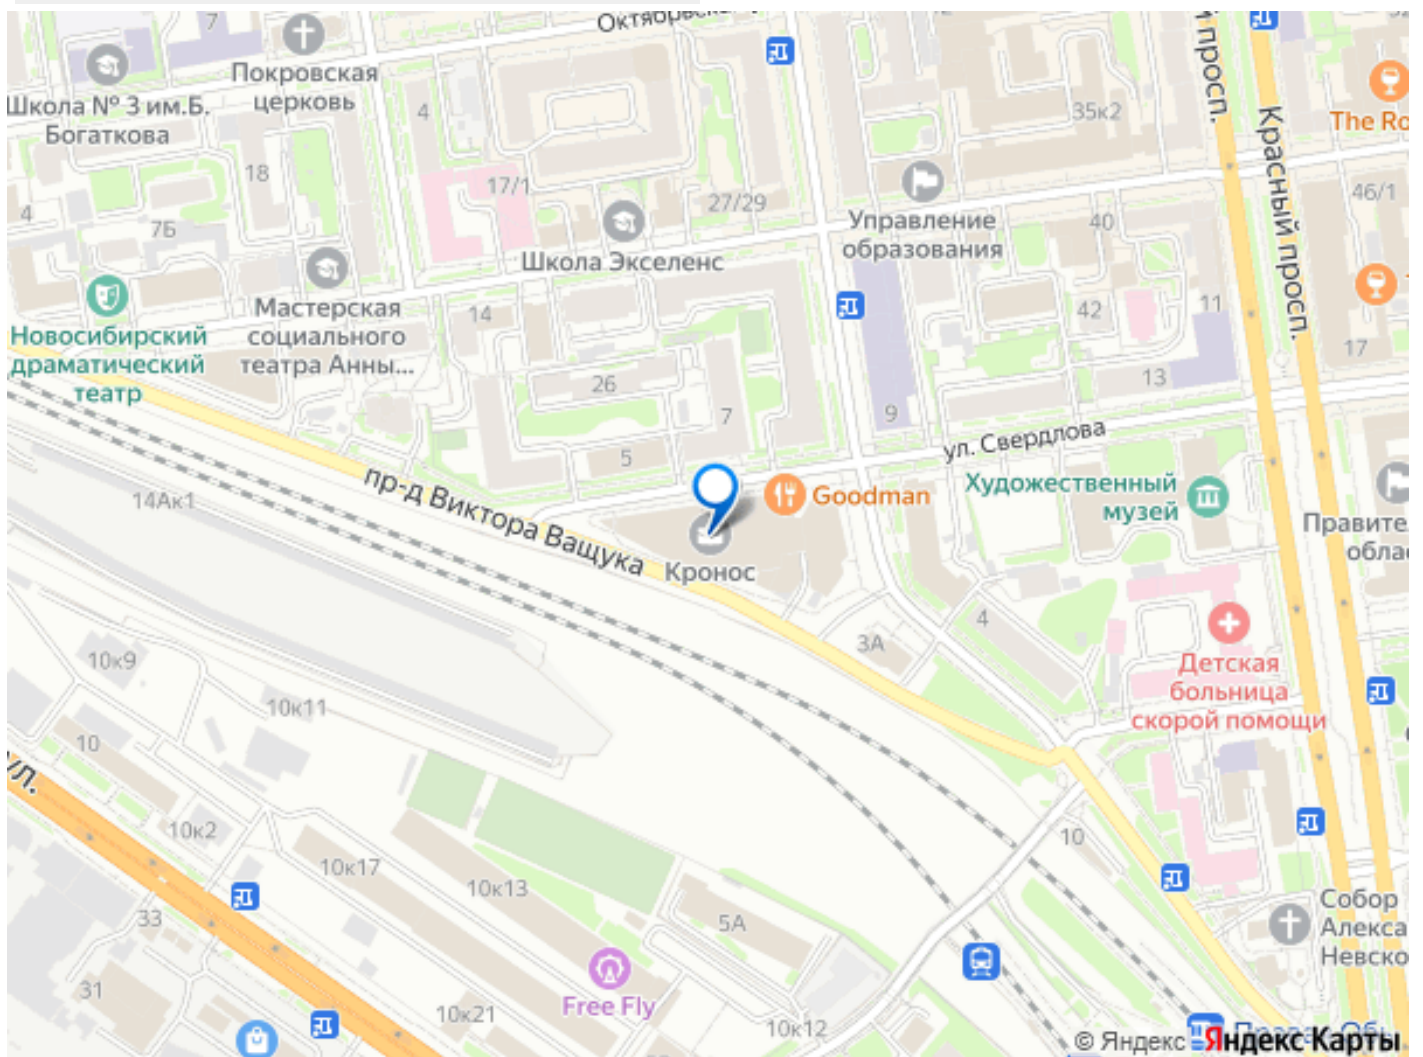 7
Октябрьская
Покровская
церковь
Школа № 3 им.Б.
Богаткова
4
35к2
The Ro
просп.
Красный просп.
18
17/1
27/29
Управление
образования
40
46/1
4
7Б
Школа Экселенс
Мастерская
социального
театра Анны...
14
42
11
Новосибирский
драматический
театр
17
26
13
7
9
ул. Свердлова
5
пр-д Виктора Ващука
14Ак1
Goodman
Художественный
музей
Правител
облас
Кронос
4
3А
Детская
больница
скорой помощи
10к9
10к11
10
ул.
10к2
10к17
10к13
5А
10
33
Собор
Алекса
Невско
31
Free Fly
10к21
10к12
© Яндекс
Яндекс Карты